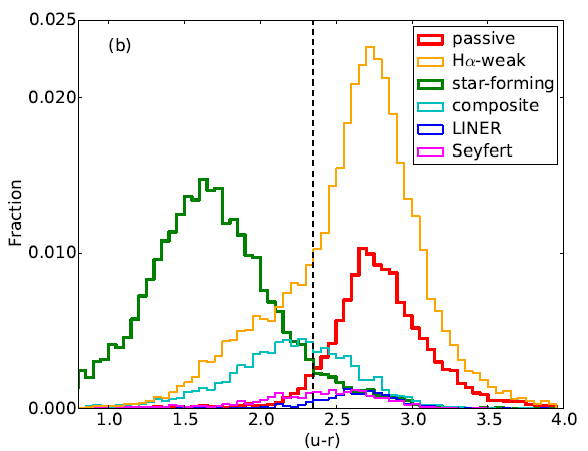 0.025
(b)
passive
Hα-weak
star-forming
composite
LINER
Seyfert
0.020
0.010
0.000
Fraction
1.0 1.5 2.0 2.5 3.0 3.5 4.0
(u-r)